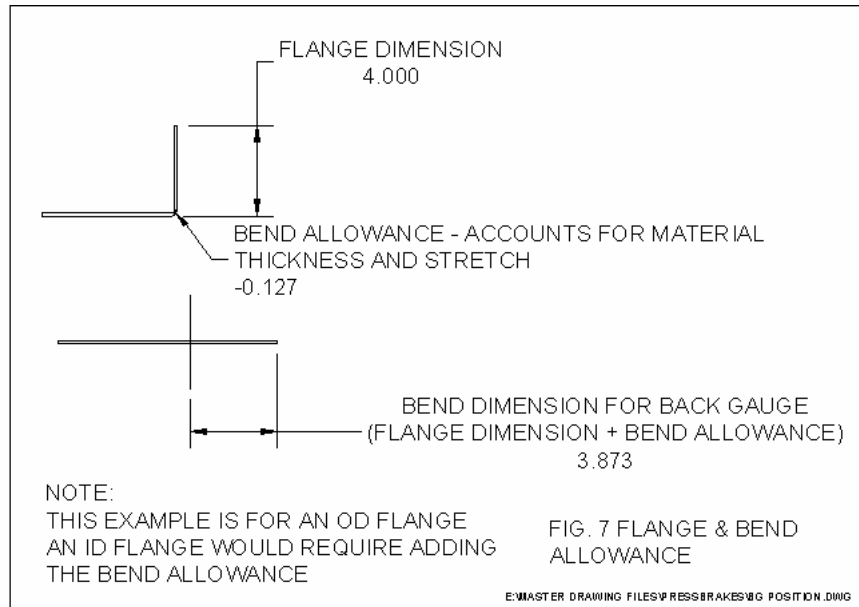 FLANGE DIMENSION
4.000
BEND ALLOWANCE - ACCOUNTS FOR MATERIAL
THICKNESS AND STRETCH
-0.127
BEND DIMENSION FOR BACK GAUGE
(FLANGE DIMENSION + BEND ALLOWANCE)
3.873
NOTE:
THIS EXAMPLE IS FOR AN OD FLANGE
AN ID FLANGE WOULD REQUIRE ADDING
THE BEND ALLOWANCE
FIG. 7 FLANGE & BEND
ALLOWANCE
E:\MASTER DRAWING FILES\PRESSBRAKES\BG POSITION.DWG